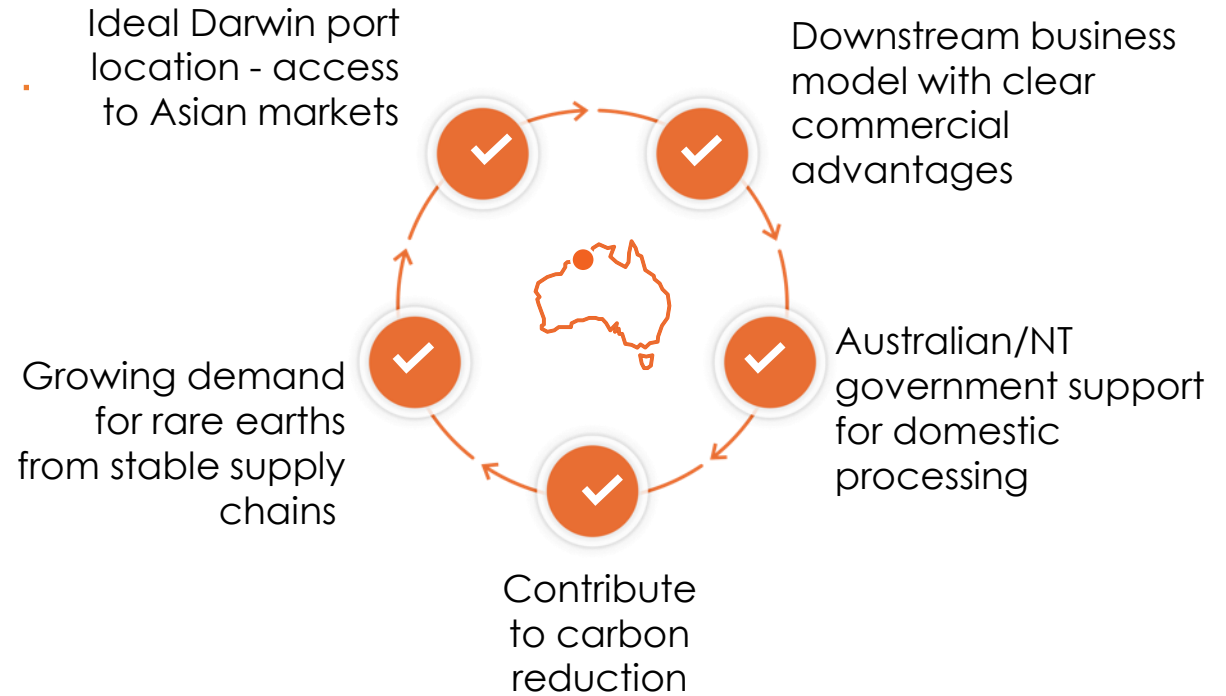 Ideal Darwin port
location - access
to Asian markets
Downstream business
model with clear
commercial
advantages
Australian/NT
government support
for domestic
processing
Contribute
to carbon
reduction
Growing demand
for rare earths
from stable supply
chains